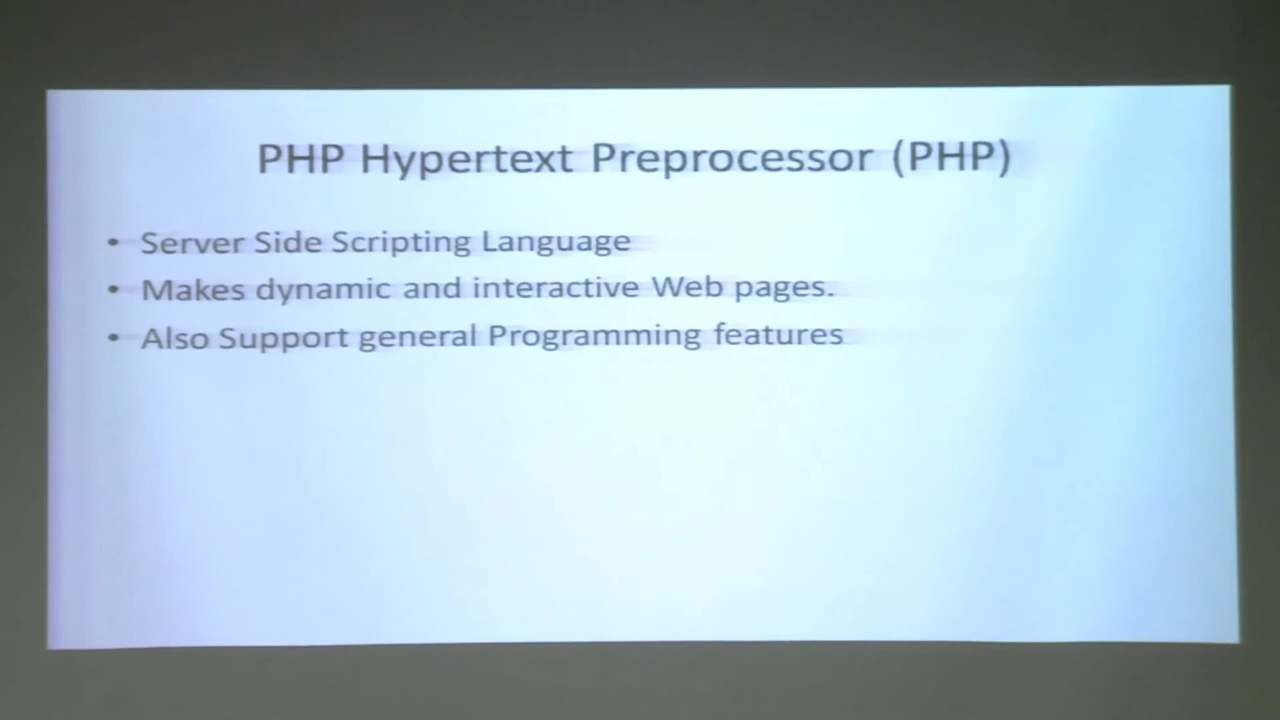 PHP Hypertext Preprocessor (PHP)
• Server Side Scripting Language
• Makes dynamic and interactive Web pages.
• Also Support general Programming features